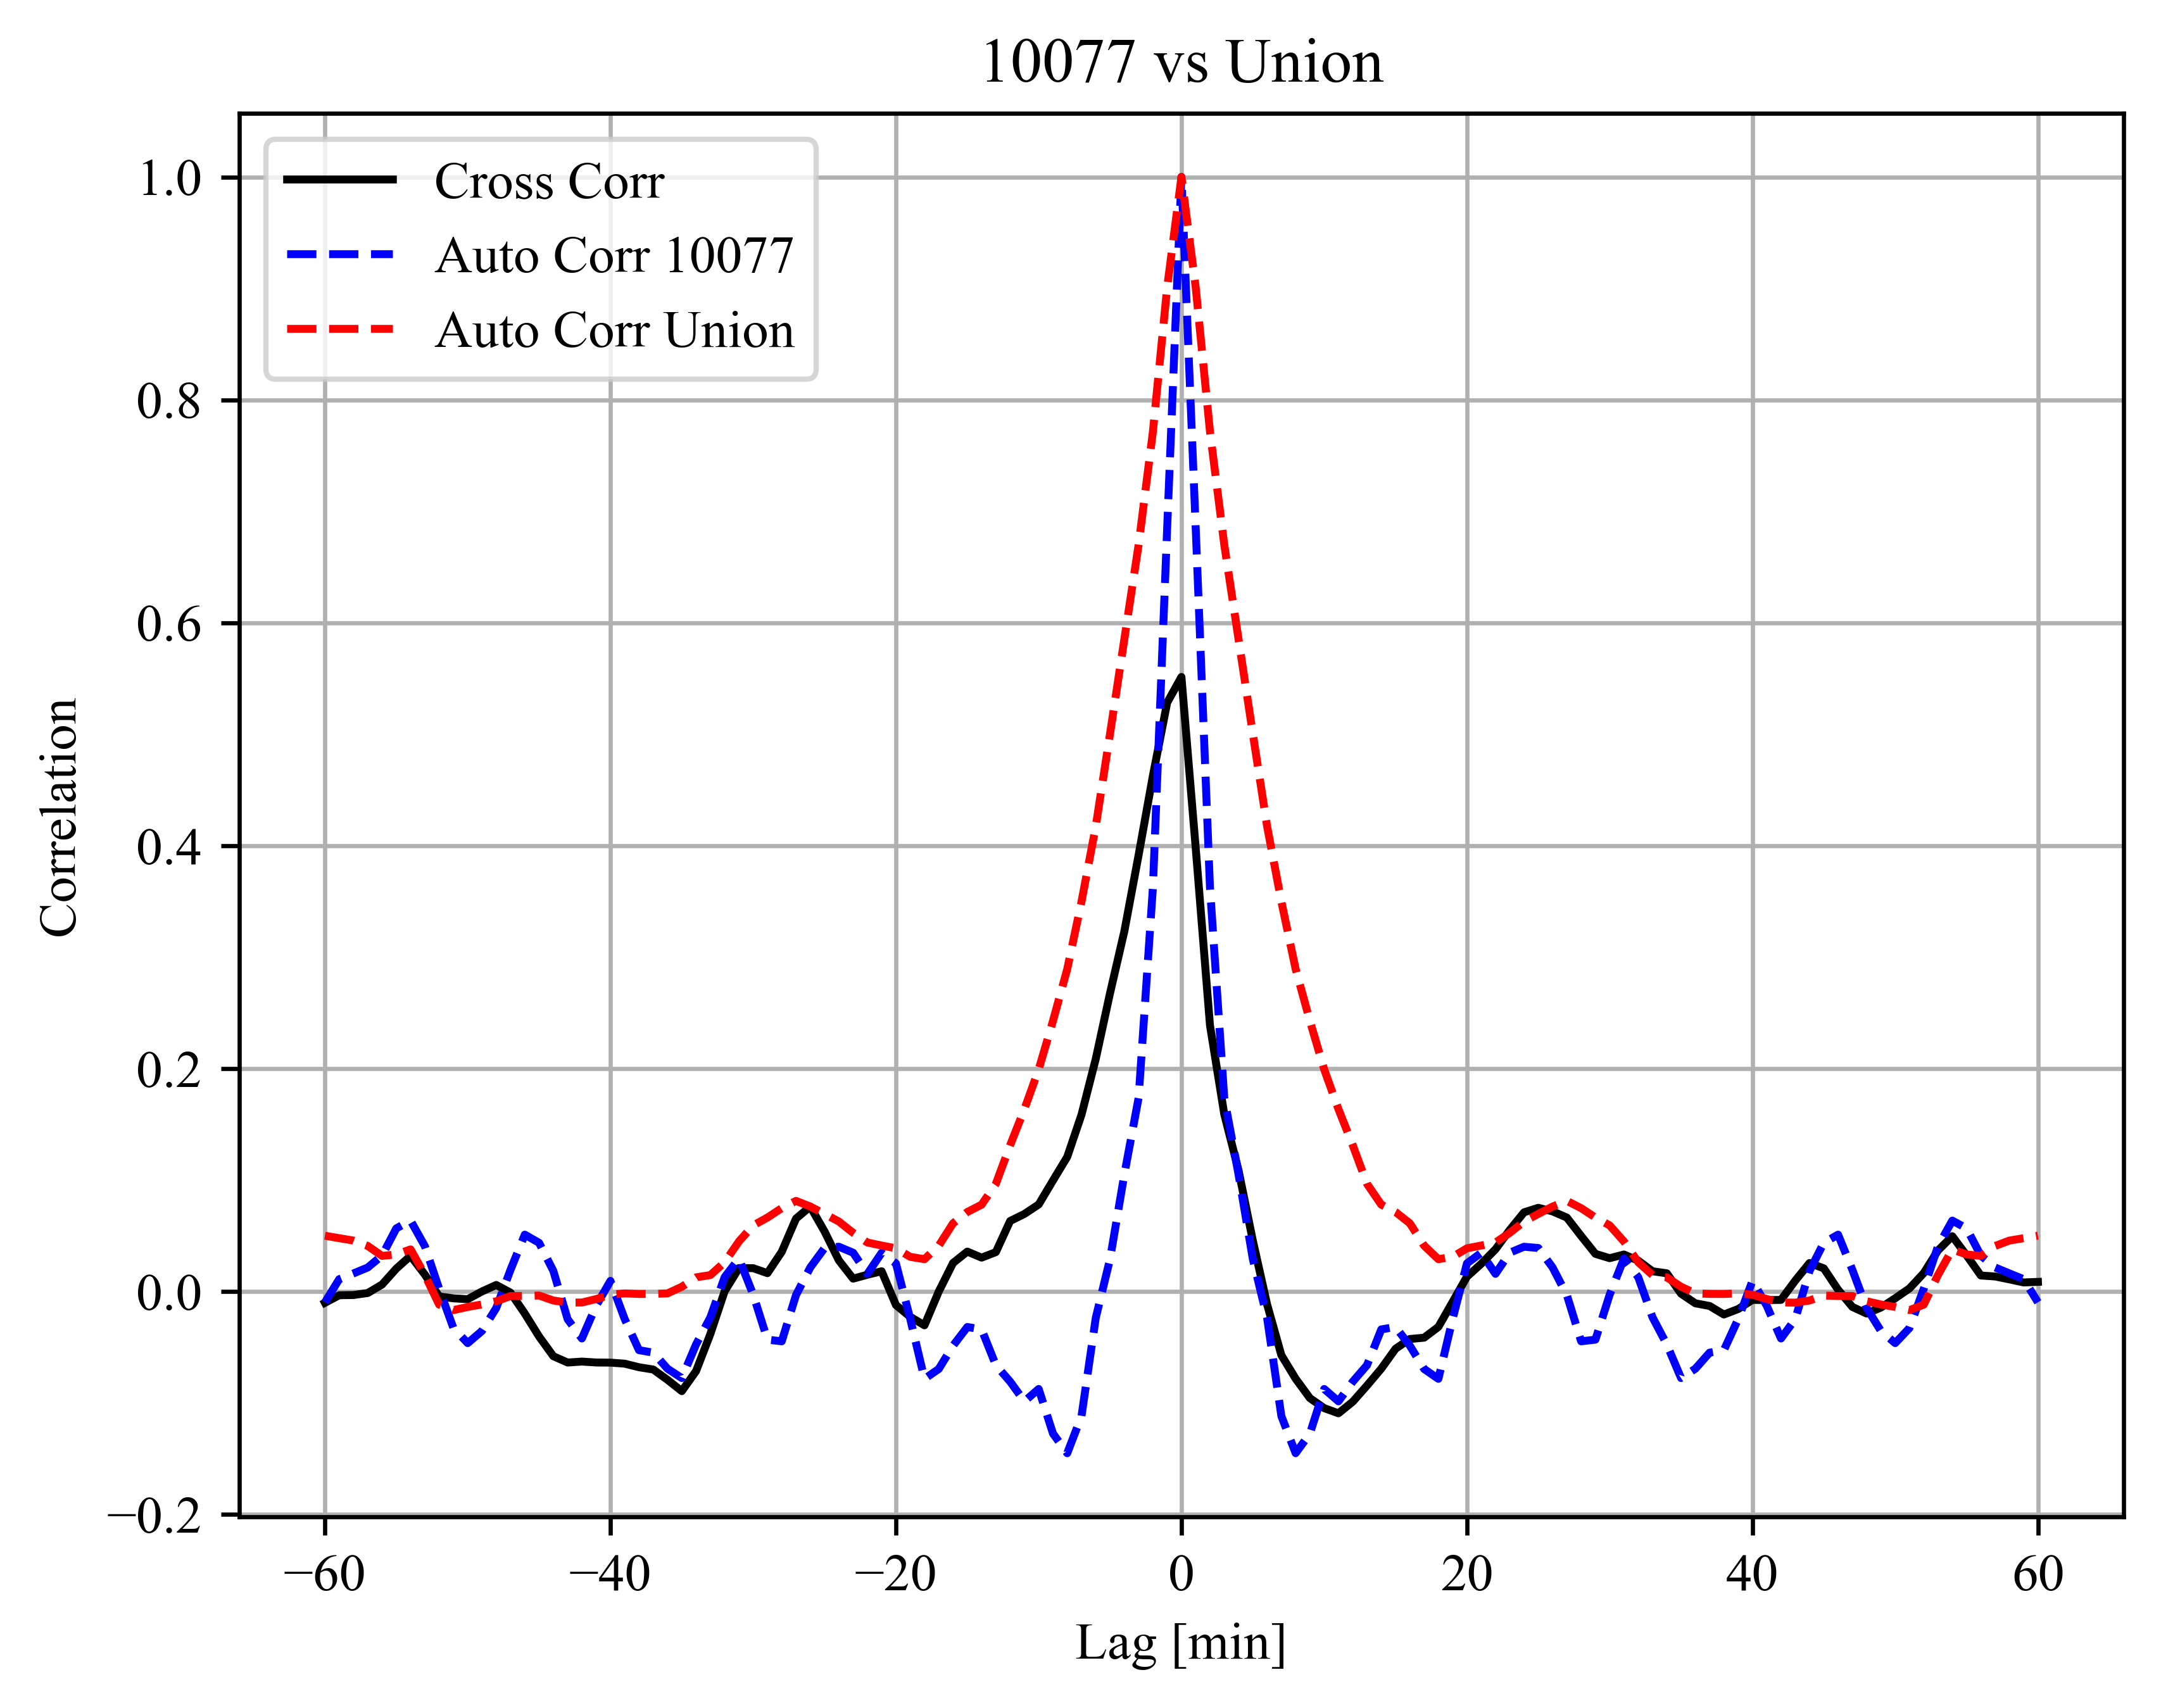 10077 vs Union
Cross Corr
Auto Corr 10077
Auto Corr Union
1.0
0.8
0.6
0.4
0.2
0.0
−0.2
Correlation
−60 −40 −20 0 20 40 60
Lag [min]